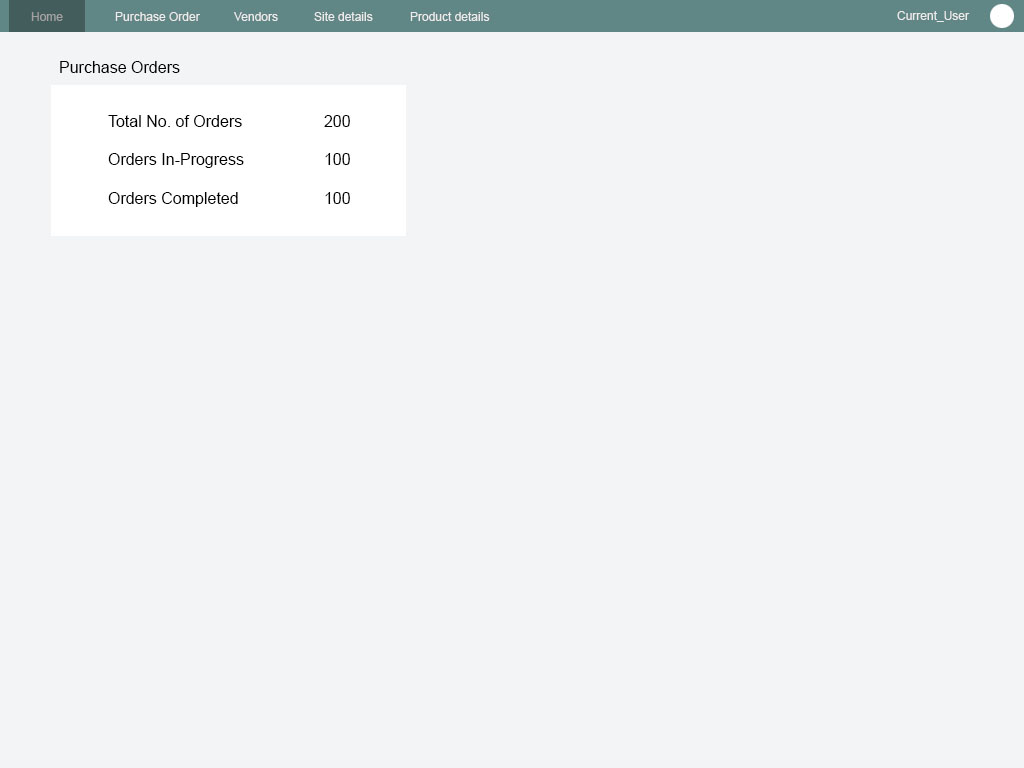 Home Purchase Order Vendors Site details Product details Current_User
Purchase Orders
Total No. of Orders 200
Orders In-Progress 100
Orders Completed 100